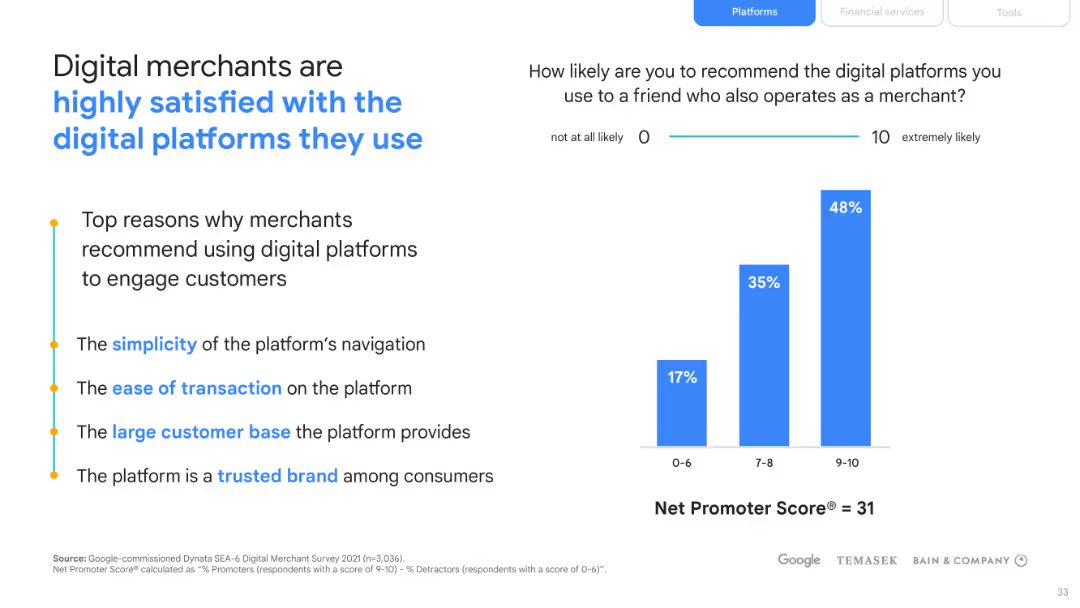 Platforms
Financial services
Tools
Digital merchants are
highly satisfied with the
digital platforms they use
Top reasons why merchants
recommend using digital platforms
to engage customers
The simplicity of the platform's navigation
The ease of transaction on the platform
The large customer base the platform provides
The platform is a trusted brand among consumers
How likely are you to recommend the digital platforms you
use to a friend who also operates as a merchant?
not at all likely 0 10 extremely likely
17%
35%
48%
0-6
7-8
9-10
Net Promoter Score® = 31
Source: Google-commissioned Dynata SEA-6 Digital Merchant Survey 2021 (n=3,036).
Net Promoter Score® calculated as "% Promoters (respondents with a score of 9-10) - % Detractors (respondents with a score of 0-6)".
Google TEMASEK BAIN & COMPANY
33